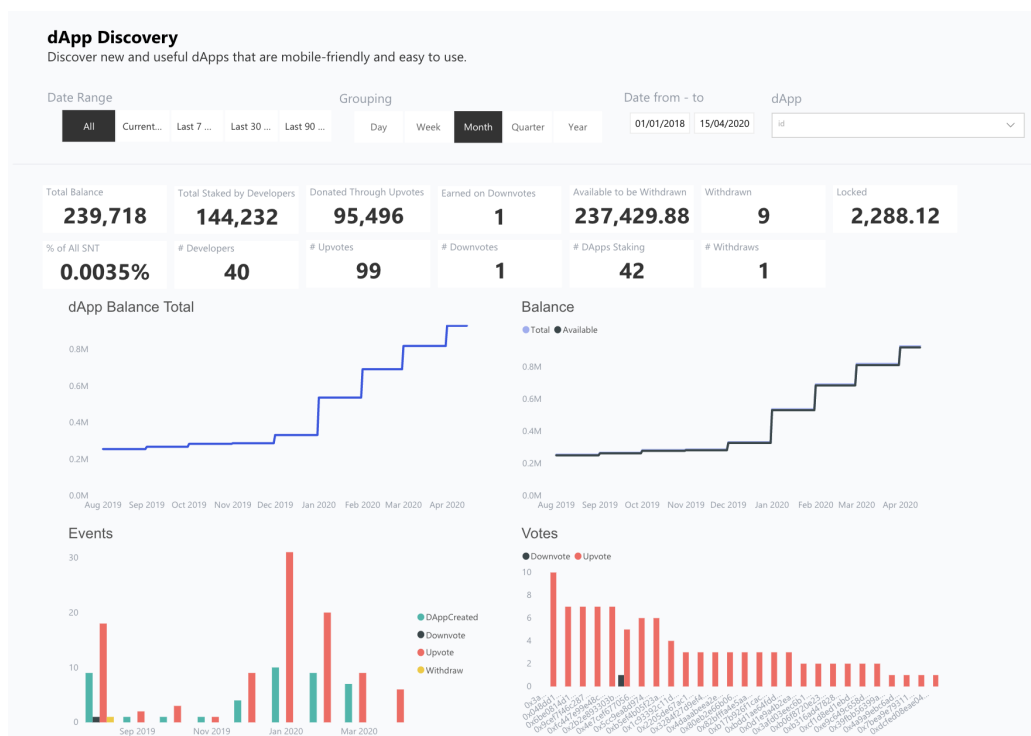 dApp Discovery
Discover new and useful dApps that are mobile-friendly and easy to use.
Date Range
Grouping
Date from - to
dApp
All
Current...
Last 7 ...
Last 30 ...
Last 90 ...
Day
Week
Month
Quarter
Year
01/01/2018
15/04/2020
id
Total Balance
239,718
Total Staked by Developers
144,232
Donated Through Upvotes
95,496
Earned on Downvotes
1
Available to be Withdrawn
237,429.88
Withdrawn
9
Locked
2,288.12
% of All SNT
0.0035%
# Developers
40
# Upvotes
99
# Downvotes
1
# DApps Staking
42
# Withdraws
1
dApp Balance Total
0.8M
0.6M
0.4M
0.2M
0.0M
Aug 2019 Sep 2019 Oct 2019 Nov 2019 Dec 2019 Jan 2020 Feb 2020 Mar 2020 Apr 2020
Balance
Total Available
0.8M
0.6M
0.4M
0.2M
0.0M
Aug 2019 Sep 2019 Oct 2019 Nov 2019 Dec 2019 Jan 2020 Feb 2020 Mar 2020 Apr 2020
Events
30
20
10
0
Sep 2019 Nov 2019 Jan 2020 Mar 2020
DAppCreated
Downvote
Upvote
Withdraw
Votes
Downvote Upvote
10
8
6
4
2
0
0x3a...